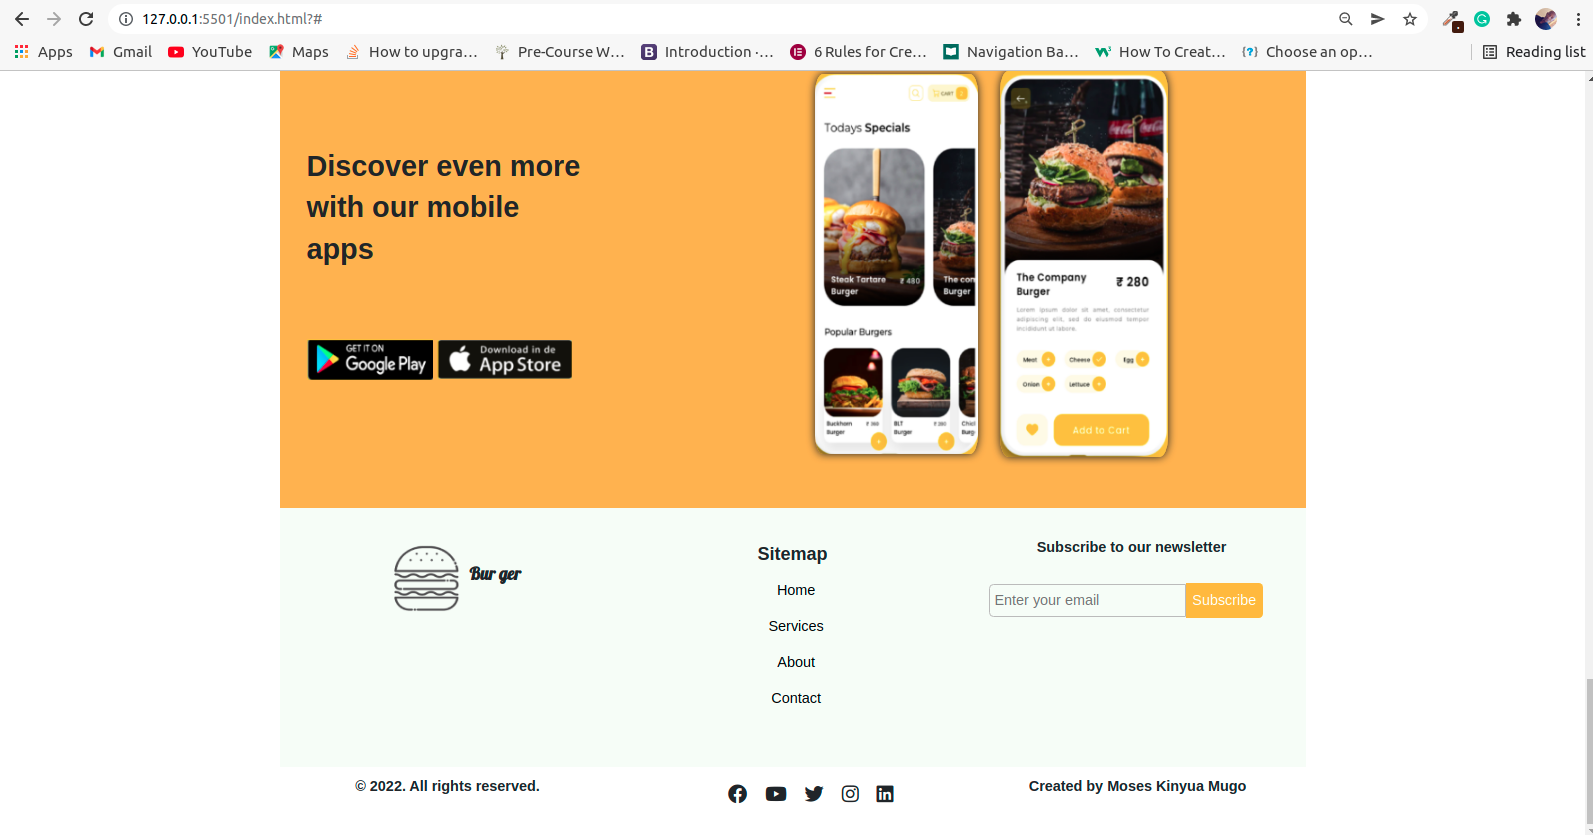 127.0.0.1:5501/index.html?#
Apps
Gmail
YouTube
Maps
How to upgra...
Pre-Course W...
Introduction ·...
6 Rules for Cre...
Navigation Ba...
How To Creat...
Choose an op...
Reading list
Discover even more
with our mobile
apps
GET IT ON
Google Play
Download in de
App Store
CART
Todays Specials
Steak Tartare
Burger
₹ 480
The com
Burger
Popular Burgers
Buckhorn
Burger
₹ 360
BLT
Burger
Chicl
Burg
The Company
Burger
₹ 280
Lorem ipsum dolor sit amet, consectetur
adipiscing elit, sed do eiusmod tempor
incididunt ut labore.
Meat
Cheese
Egg
Onion
Lettuce
Add to Cart
Bur ger
Sitemap
Home
Services
About
Contact
Subscribe to our newsletter
Enter your email
Subscribe
© 2022. All rights reserved.
Created by Moses Kinyua Mugo